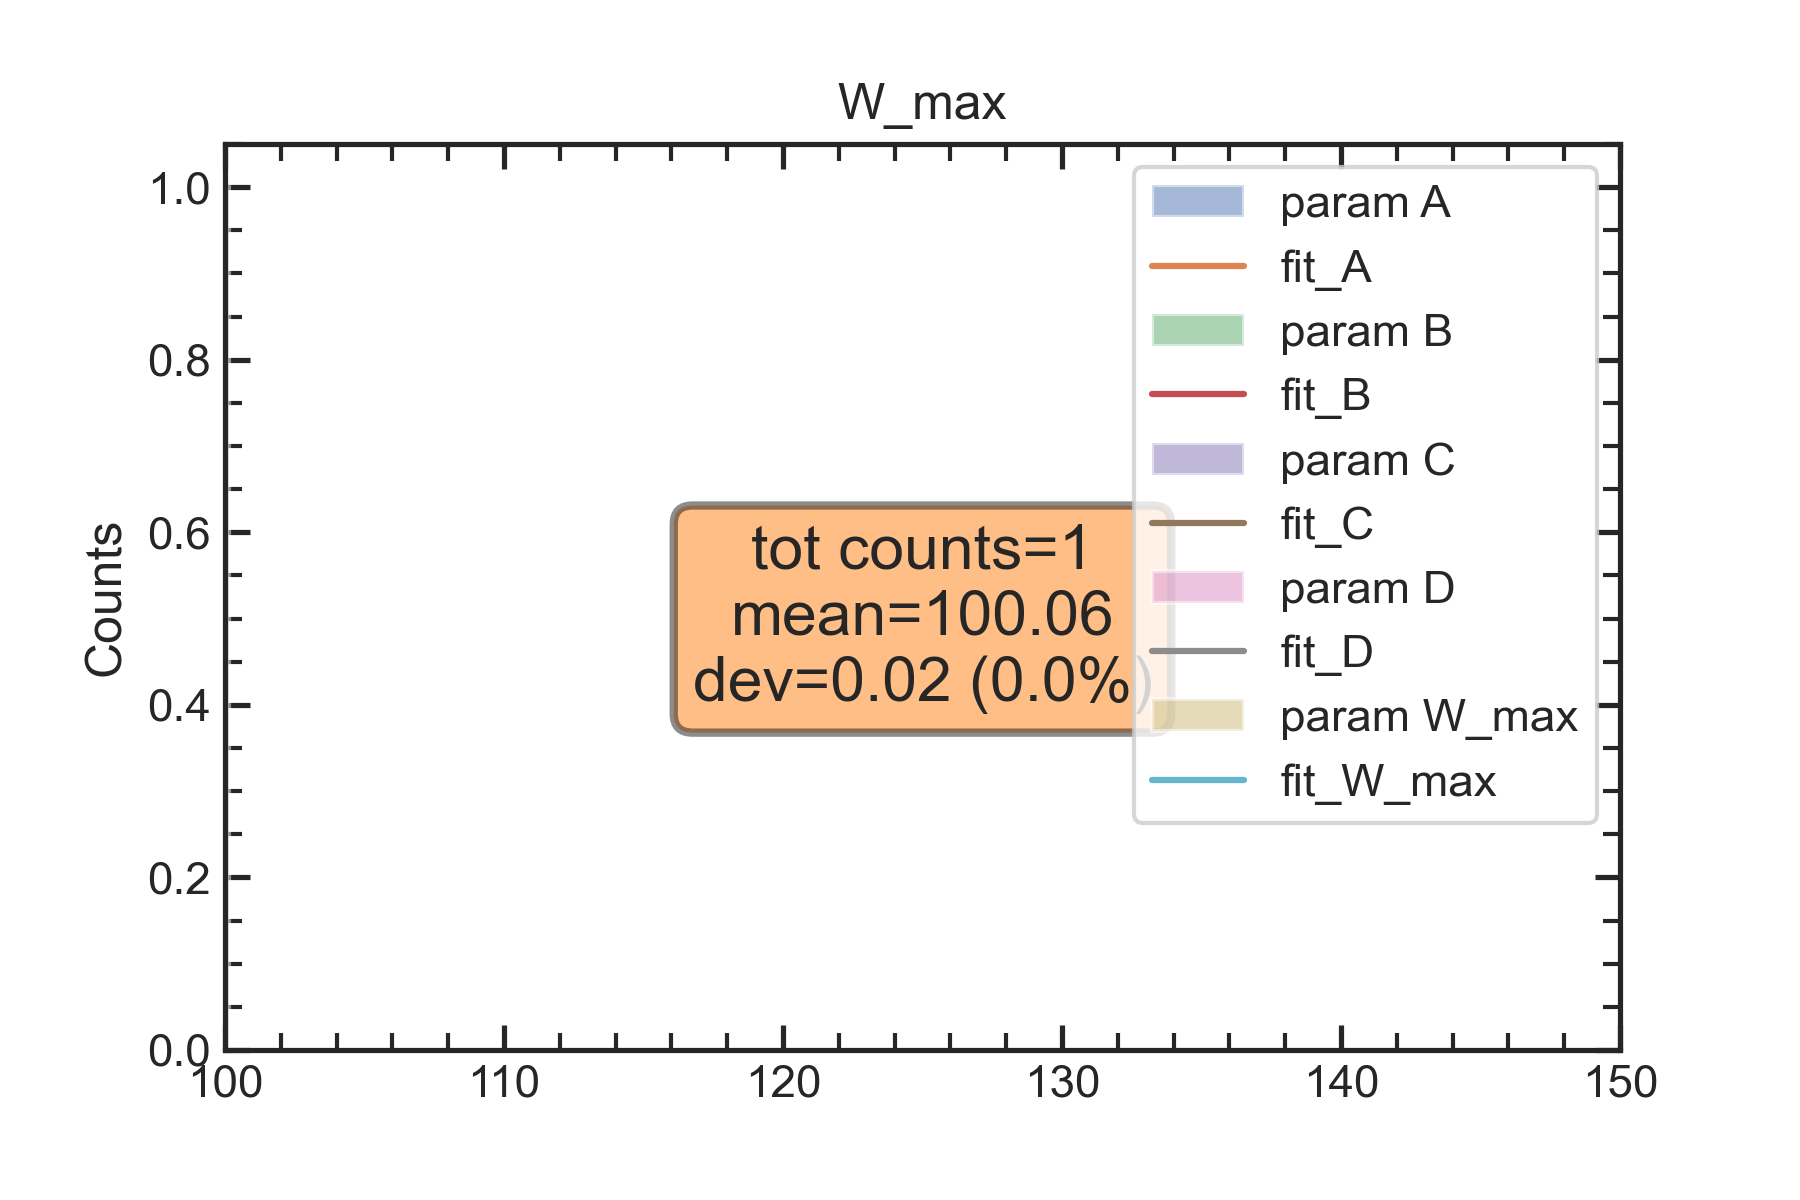 W_max
Counts
1.0
0.8
0.6
0.4
0.2
0.0
tot counts=1
mean=100.06
dev=0.02 (0.0%)
param A
fit_A
param B
fit_B
param C
fit_C
param D
fit_D
param W_max
fit_W_max
100 110 120 130 140 150